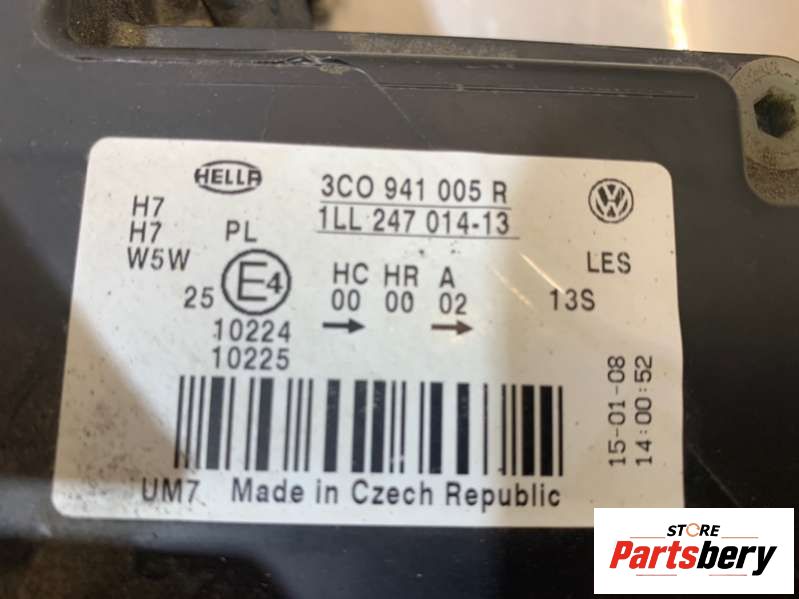 HELLA
3C0 941 005 R
1LL 247 014-13
H7
H7
W5W
PL
LES
25 E4
HC HR A
00 00 02
13S
10224
10225
15-01-08
14:00:52
UM7 Made in Czech Republic
STORE
Partsbery